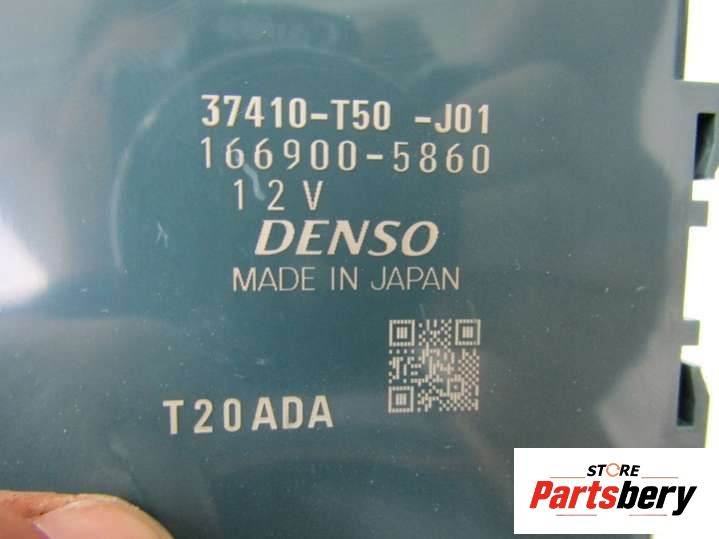 37410-T50 -J01
166900-5860
12V
DENSO
MADE IN JAPAN
T20ADA
STORE
Partsbery